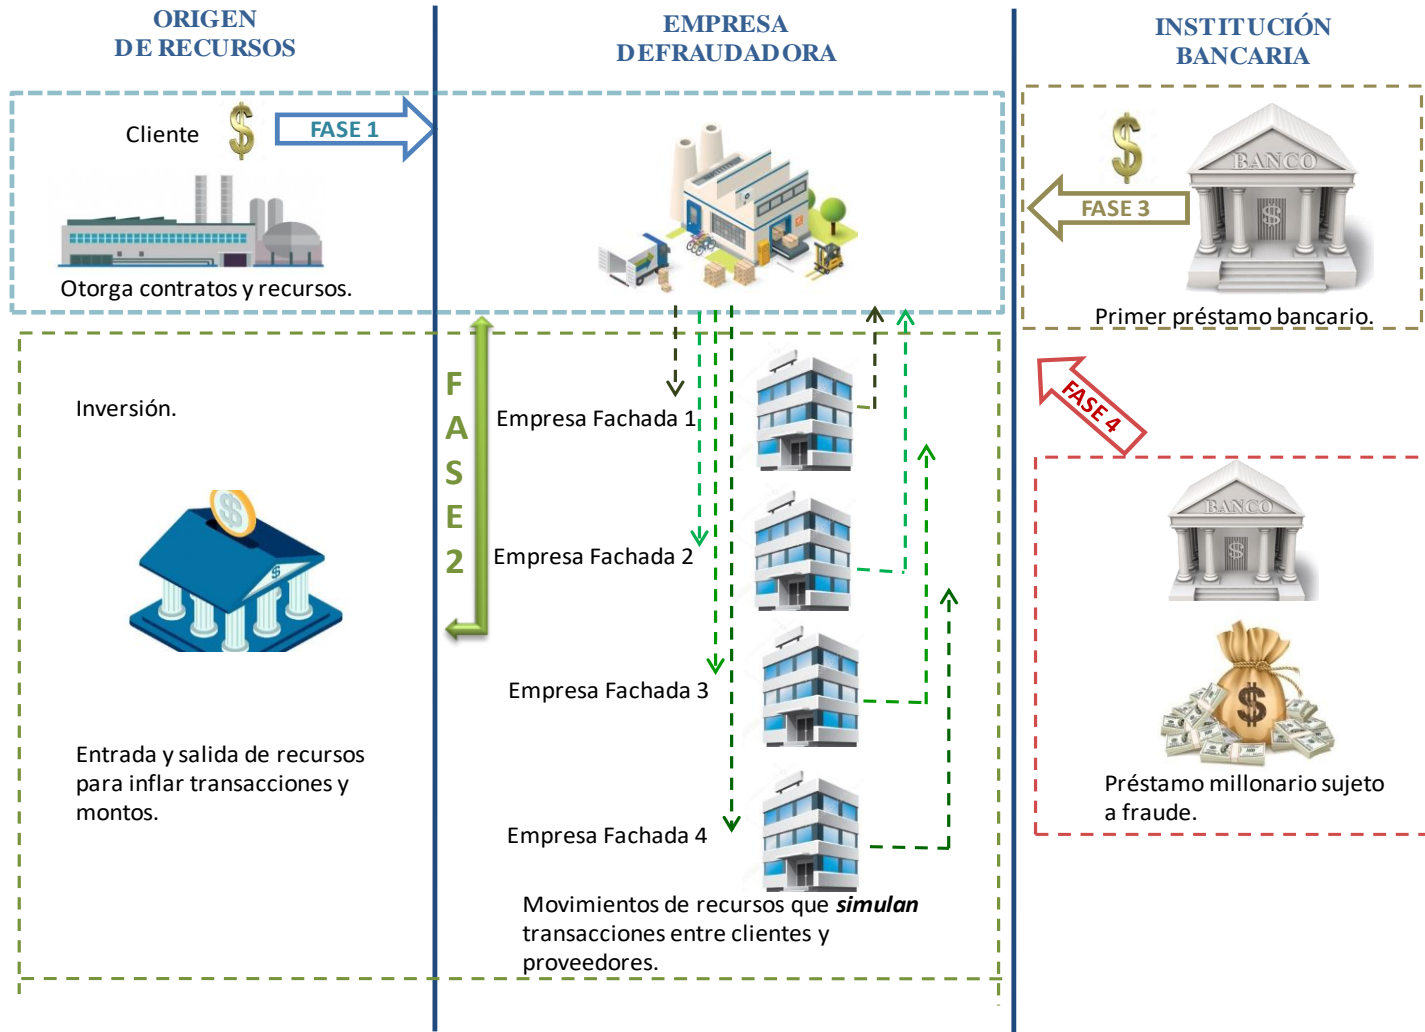 ORIGEN
DE RECURSOS
EMPRESA
DEFRAUDADORA
INSTITUCIÓN
BANCARIA
Cliente
$
FASE 1
Otorga contratos y recursos.
$
FASE 3
BANCO
$
Primer préstamo bancario.
FASE 2
Inversión.
$
$
Entrada y salida de recursos
para inflar transacciones y
montos.
Empresa Fachada 1
Empresa Fachada 2
Empresa Fachada 3
Empresa Fachada 4
Movimientos de recursos que simulan
transacciones entre clientes y
proveedores.
FASE 4
BANCO
$
$
Préstamo millonario sujeto
a fraude.